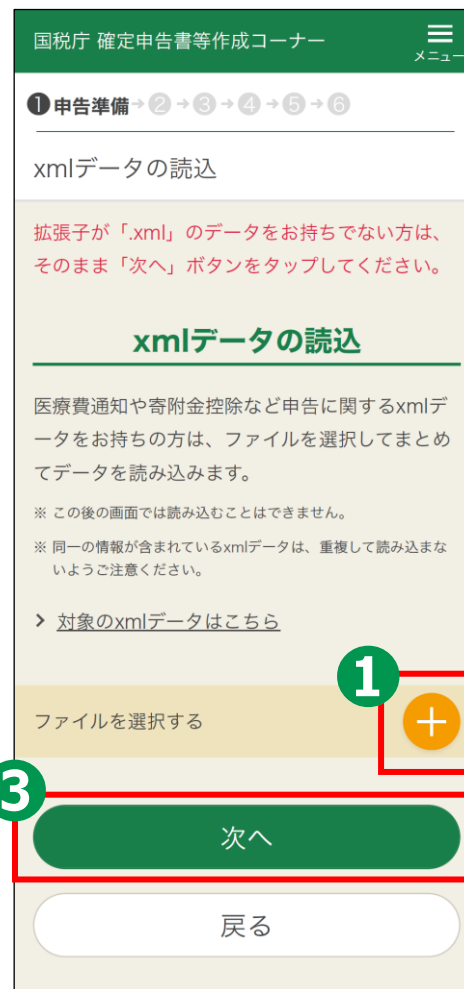 国税庁 確定申告書等作成コーナー
メニュー
❶申告準備→②→③→④→⑤→⑥
xmlデータの読込
拡張子が「.xml」のデータをお持ちでない方は、
そのまま「次へ」ボタンをタップしてください。
xmlデータの読込
医療費通知や寄附金控除など申告に関するxmlデ
ータをお持ちの方は、ファイルを選択してまとめ
てデータを読み込みます。
※ この後の画面では読み込むことはできません。
※ 同一の情報が含まれているxmlデータは、重複して読み込まな
いようご注意ください。
> 対象のxmlデータはこちら
1
ファイルを選択する
3
次へ
戻る